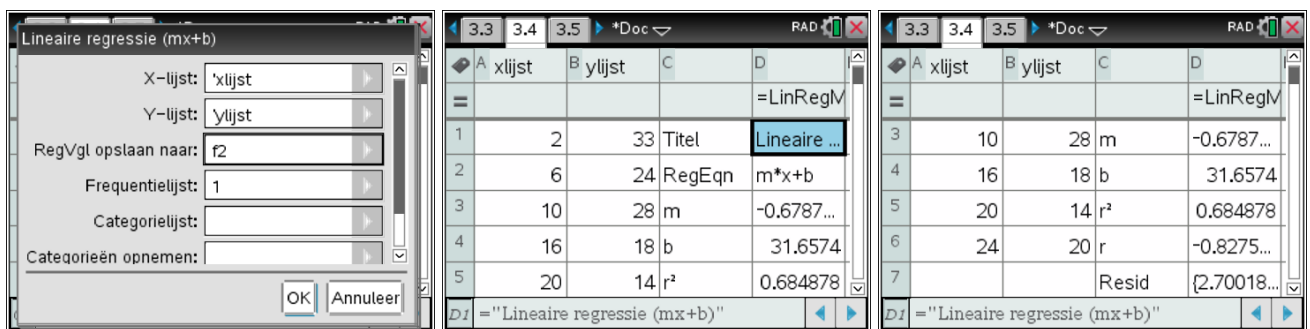 Lineaire regressie (mx+b)
X-lijst: 'xlijst
Y-lijst: 'ylijst
RegVgl opslaan naar: f2
Frequentielijst: 1
Categorielijst:
Categorieën opnemen:
OK Annuleer
3.3 3.4 3.5 *Doc RAD
A xlijst B ylijst C D
= =LinRegM
1 2 33 Titel Lineaire ...
2 6 24 RegEqn m*x+b
3 10 28 m -0.6787...
4 16 18 b 31.6574
5 20 14 r² 0.684878
D1 ="Lineaire regressie (mx+b)"
3.3 3.4 3.5 *Doc RAD
A xlijst B ylijst C D
= =LinRegM
3 10 28 m -0.6787...
4 16 18 b 31.6574
5 20 14 r² 0.684878
6 24 20 r -0.8275...
7 Resid {2.70018...
D1 ="Lineaire regressie (mx+b)"